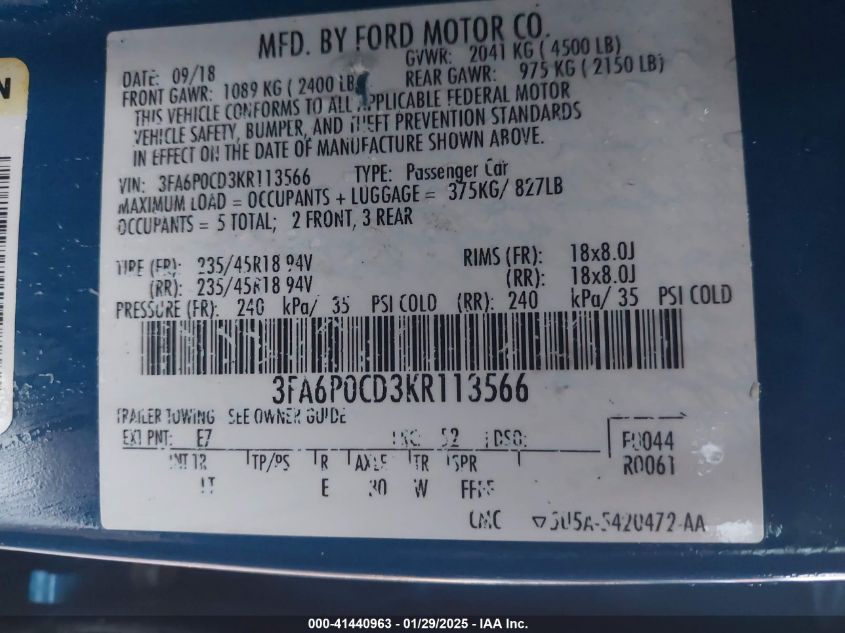 MFD. BY FORD MOTOR CO.
DATE: 09/18 GVWR: 2041 KG ( 4500 LB)
FRONT GAWR: 1089 KG ( 2400 LB) REAR GAWR: 975 KG ( 2150 LB)
THIS VEHICLE CONFORMS TO ALL APPLICABLE FEDERAL MOTOR
VEHICLE SAFETY, BUMPER, AND THEFT PREVENTION STANDARDS
IN EFFECT ON THE DATE OF MANUFACTURE SHOWN ABOVE.
VIN: 3FA6P0CD3KR113566 TYPE: Passenger Car
MAXIMUM LOAD = OCCUPANTS + LUGGAGE = 375KG/ 827LB
OCCUPANTS = 5 TOTAL; 2 FRONT, 3 REAR
TIRE (FR): 235/45R18 94V RIMS (FR): 18x8.0J
(RR): 235/45R18 94V (RR): 18x8.0J
PRESSURE (FR): 240 kPa/ 35 PSI COLD (RR): 240 kPa/ 35 PSI COLD
3FA6P0CD3KR113566
TRAILER TOWING SEE OWNER GUIDE
EXT PNT: E7 RC: 52 DSO: F0044
R0061
INT TR TP/PS R AXLE TR SPR
E W
N
000-41440963 • 01/29/2025 • IAA Inc.